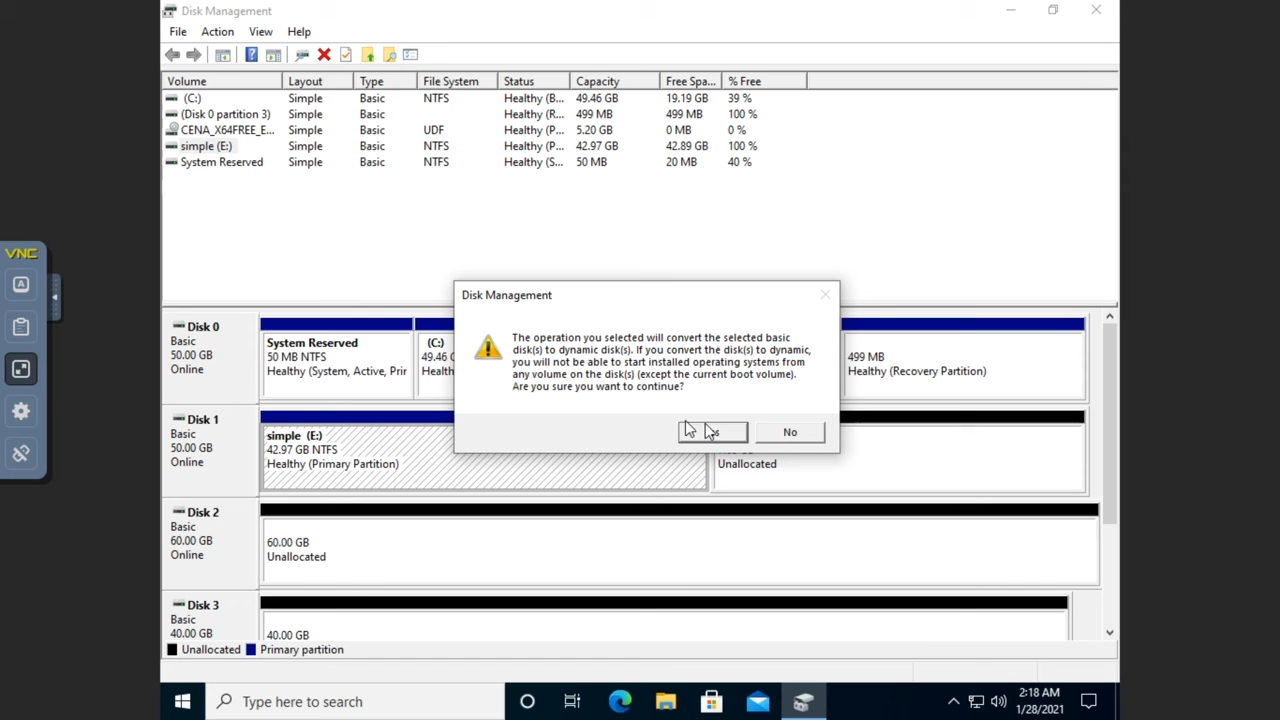 Disk Management
File Action View Help
Volume Layout Type File System Status Capacity Free Spa... % Free
(C:) Simple Basic NTFS Healthy (B... 49.46 GB 19.19 GB 39 %
(Disk 0 partition 3) Simple Basic Healthy (R... 499 MB 499 MB 100 %
CENA_X64FREE_E... Simple Basic UDF Healthy (P... 5.20 GB 0 MB 0 %
simple (E:) Simple Basic NTFS Healthy (P... 42.97 GB 42.89 GB 100 %
System Reserved Simple Basic NTFS Healthy (S... 50 MB 20 MB 40 %
VNC
A
Disk Management
The operation you selected will convert the selected basic
disk(s) to dynamic disk(s). If you convert the disk(s) to dynamic,
you will not be able to start installed operating systems from
any volume on the disk(s) (except the current boot volume).
Are you sure you want to continue?
No
Disk 0
Basic
50.00 GB
Online
System Reserved
50 MB NTFS
Healthy (System, Active, Prir
(C:)
49.46
Health
499 MB
Healthy (Recovery Partition)
Disk 1
Basic
50.00 GB
Online
simple (E:)
42.97 GB NTFS
Healthy (Primary Partition)
Unallocated
Disk 2
Basic
60.00 GB
Online
60.00 GB
Unallocated
Disk 3
Basic
40.00 GB
40.00 GB
Unallocated Primary partition
Type here to search
2:18 AM
1/28/2021